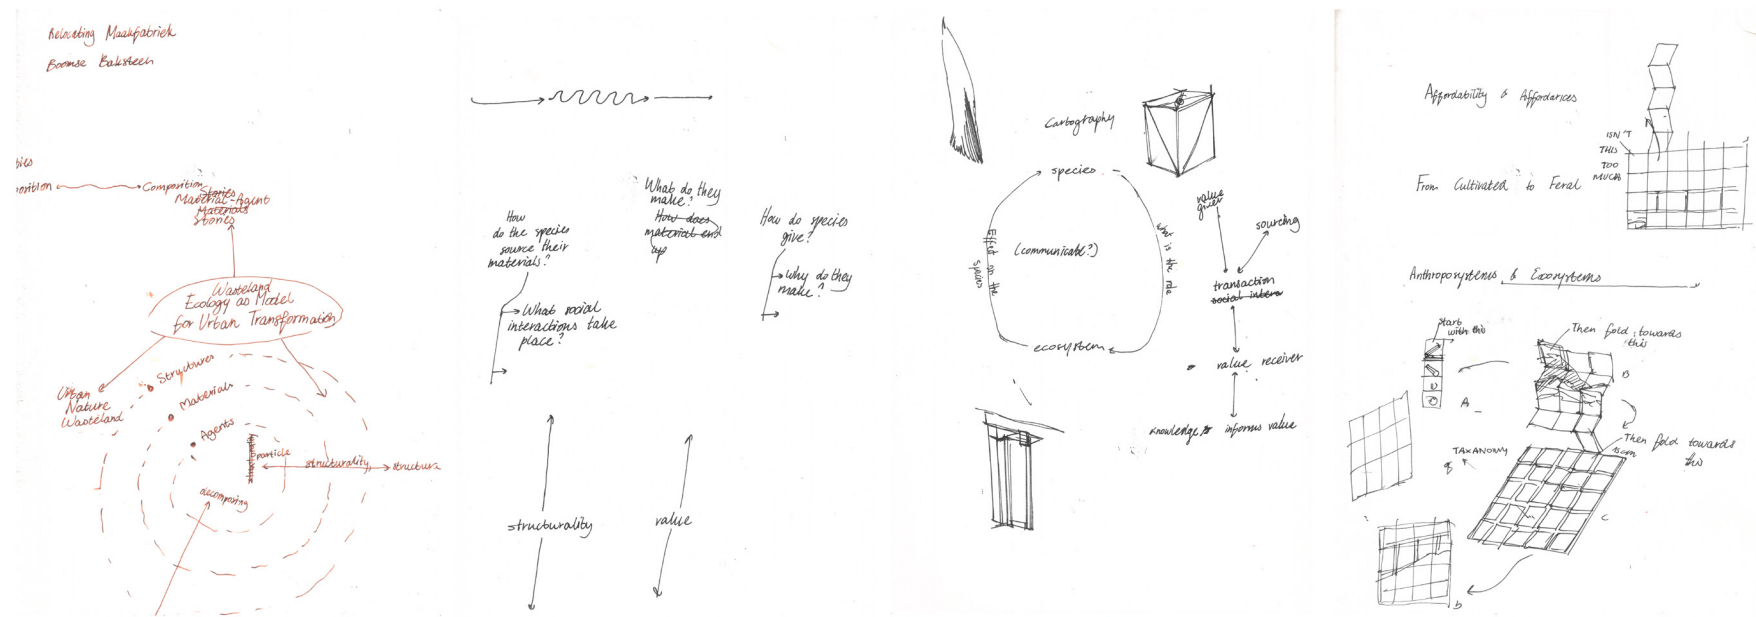 Relocating Maakfabriek
Boomse Baksteen
Composition
Stories
Material-Agent
Materials
Stories
Wasteland
Ecology as Model
for Urban Transformation
Urban
Nature
Wasteland
Structures
Materials
Agents
particle
structurality
decomposing
How
do the species
source their
materials?
What social
interactions take
place?
What do they
make?
How does
material end
up
How do species
give?
Why do they
make?
structurality
value
Cartography
species
(communicate?)
what is the role
Effect on the
species
ecosystem
value
giver
sourcing
transaction
social intera
value receiver
knowledge informs value
Affordability & Affordances
ISN'T
THIS
TOO
MUCH
From Cultivated to Feral
Anthroposystems & Ecosystems
start
with this
Then fold towards
this
A
B
Then fold towards
this
15cm
TAXANOMY
of
C
b